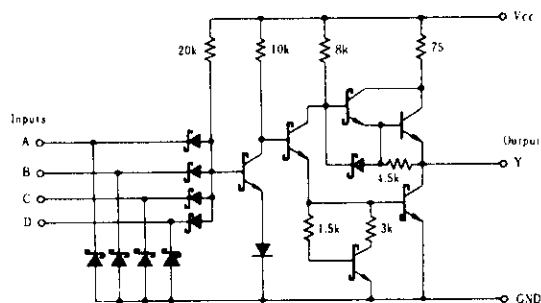 Vcc
20k 10k 8k 75
Inputs
A
Output
B
Y
4.5k
C
D
1.5k 3k
GND